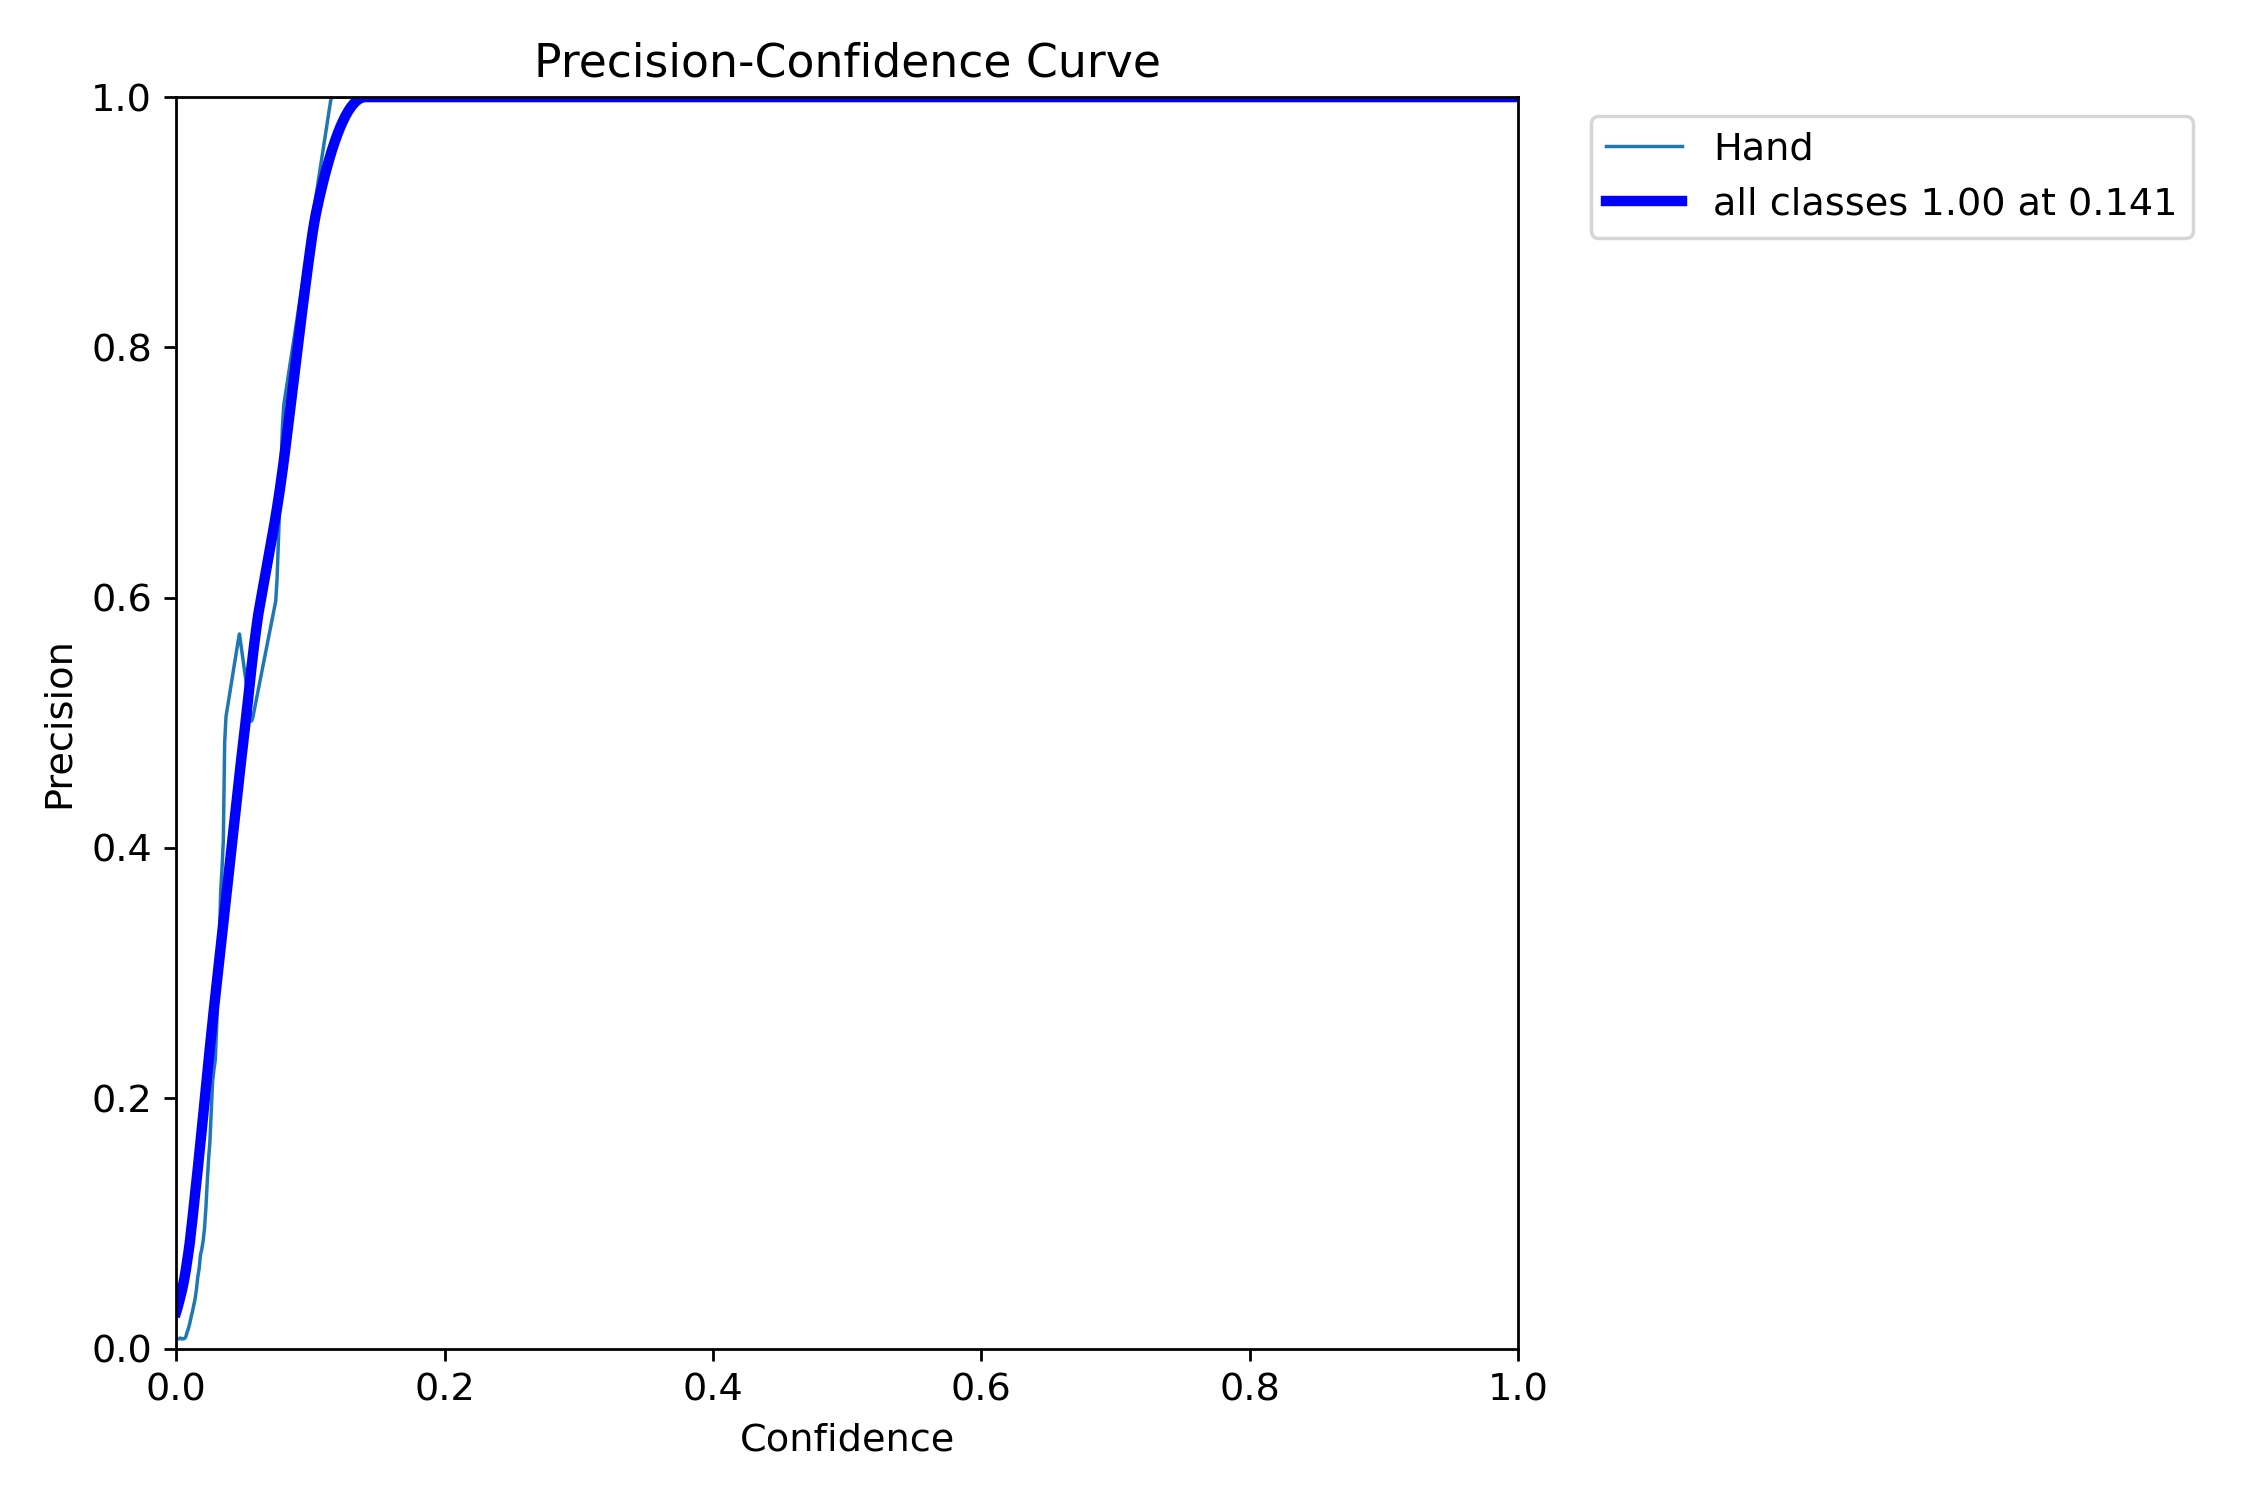 Precision-Confidence Curve
1.0
0.8
0.6
0.4
0.2
0.0
Precision
0.0 0.2 0.4 0.6 0.8 1.0
Confidence
Hand
all classes 1.00 at 0.141